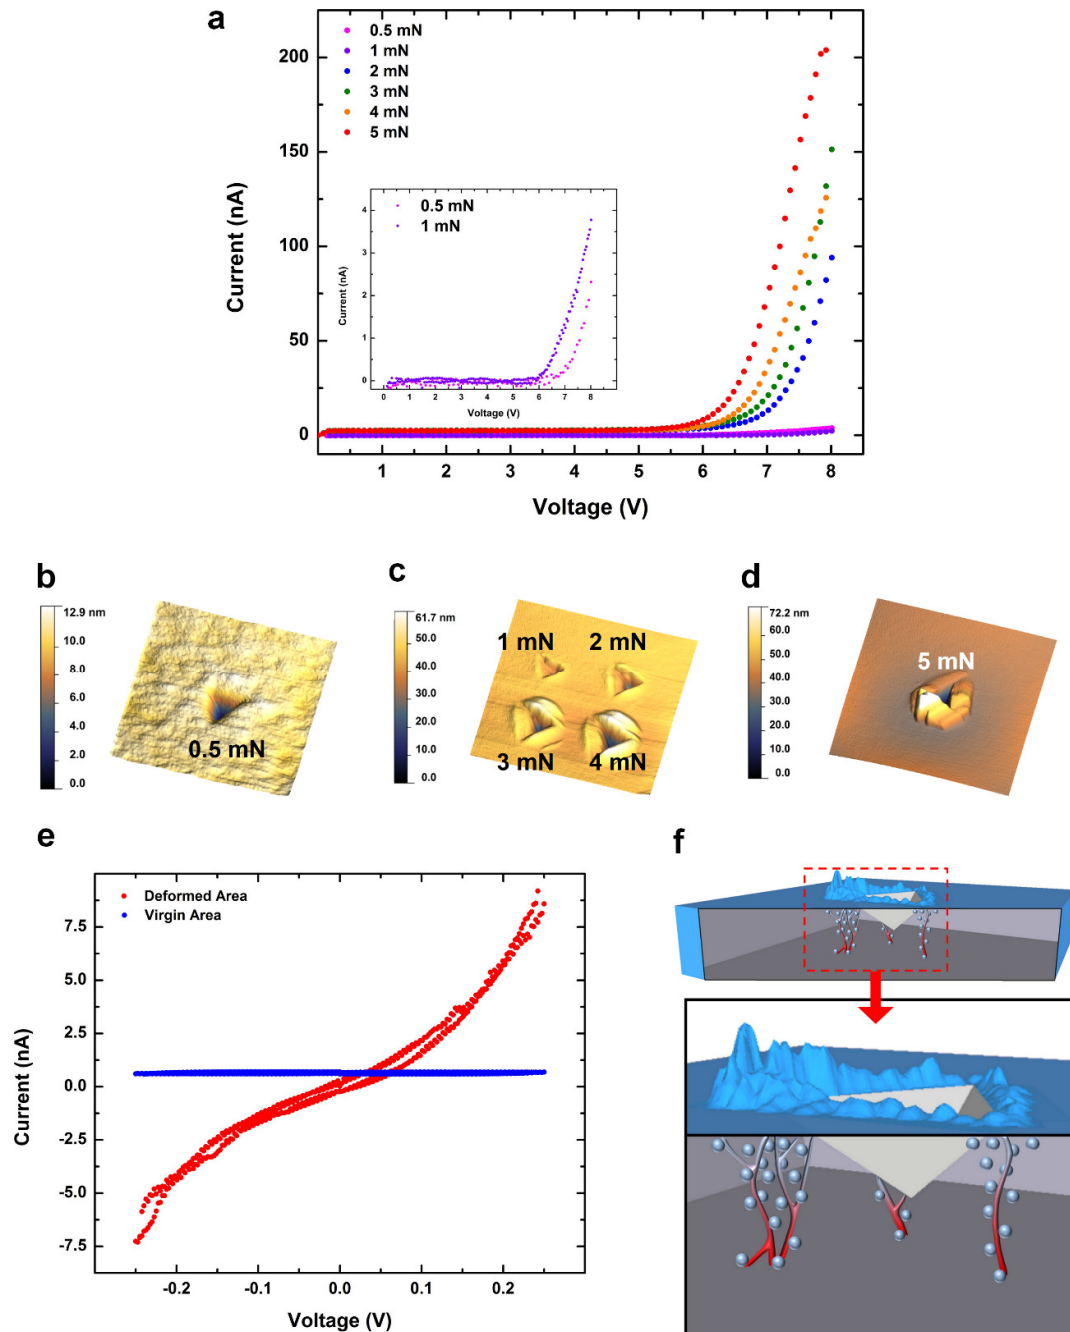 a
0.5 mN
1 mN
2 mN
3 mN
4 mN
5 mN
200
150
100
50
0
Current (nA)
1 2 3 4 5 6 7 8
Voltage (V)
0.5 mN
1 mN
4
3
2
1
0
Current (nA)
0 1 2 3 4 5 6 7 8
Voltage (V)
b
12.9 nm
10.0
8.0
6.0
4.0
2.0
0.0
0.5 mN
c
61.7 nm
50.0
40.0
30.0
20.0
10.0
0.0
1 mN 2 mN
3 mN 4 mN
d
72.2 nm
60.0
50.0
40.0
30.0
20.0
10.0
0.0
5 mN
e
Deformed Area
Virgin Area
7.5
5.0
2.5
0.0
-2.5
-5.0
-7.5
Current (nA)
-0.2 -0.1 0.0 0.1 0.2
Voltage (V)
f